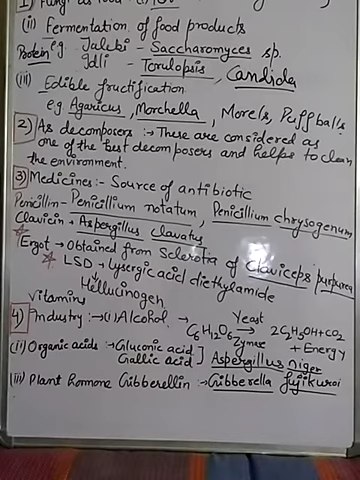 1) Fungi as food
(ii) Fermentation of food products
Protein e.g. Jalebi - Saccharomyces sp.
Idli - Torulopsis, Candida
(iii) Edible fructification
e.g Agaricus, Morchella, Morels, Puffballs
2) As decomposers :→ These are considered as
one of the best decomposers and helps to clean
the environment.
3) Medicines:- Source of antibiotic
Penicillin- Penicillium notatum, Penicillium chrysogenum
Clavicin → Aspergillus clavatus
Ergot → Obtained from Sclerotia of Claviceps purpurea
LSD → Lysergic acid diethylamide
Hellucinogen
Vitamins
4) Industry :→ (i) Alcohol → C6H12O6 Yeast Zymase → 2C2H5OH + CO2
+ Energy
(ii) Organic acids :→ Gluconic acid
Gallic acid ] Aspergillus niger
(iii) Plant Hormone Gibberellin :→ Gibberella fujikuroi